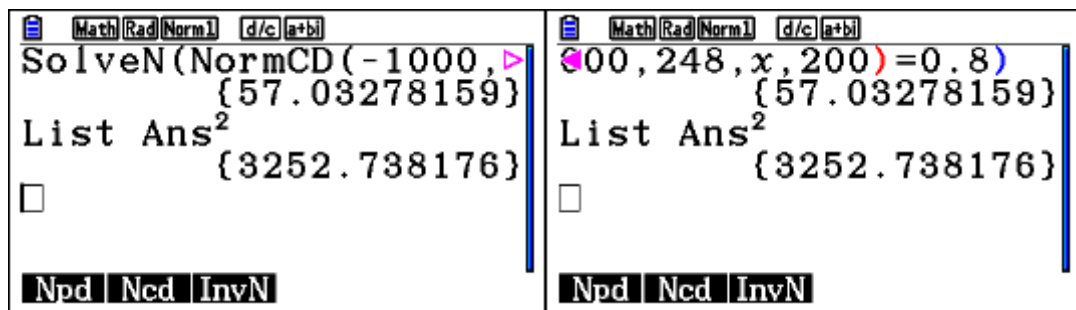 Math Rad Norm1 d/c a+bi
SolveN(NormCD(-1000,
{57.03278159}
List Ans²
{3252.738176}
Npd Ncd InvN
Math Rad Norm1 d/c a+bi
00,248,x,200)=0.8)
{57.03278159}
List Ans²
{3252.738176}
Npd Ncd InvN